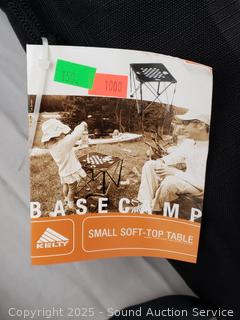 1000
BASECAMP
KELTY
SMALL SOFT-TOP TABLE
Copyright 2025 - Sound Auction Service